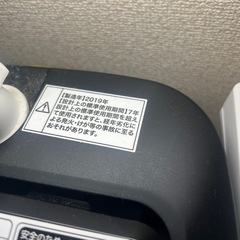 【製造年】2019年
【設計上の標準使用期間】7年
設計上の標準使用期間を超え
て使用されますと、経年劣化に
よる発火・けが等の事故に至る
おそれがあります。
安全のため